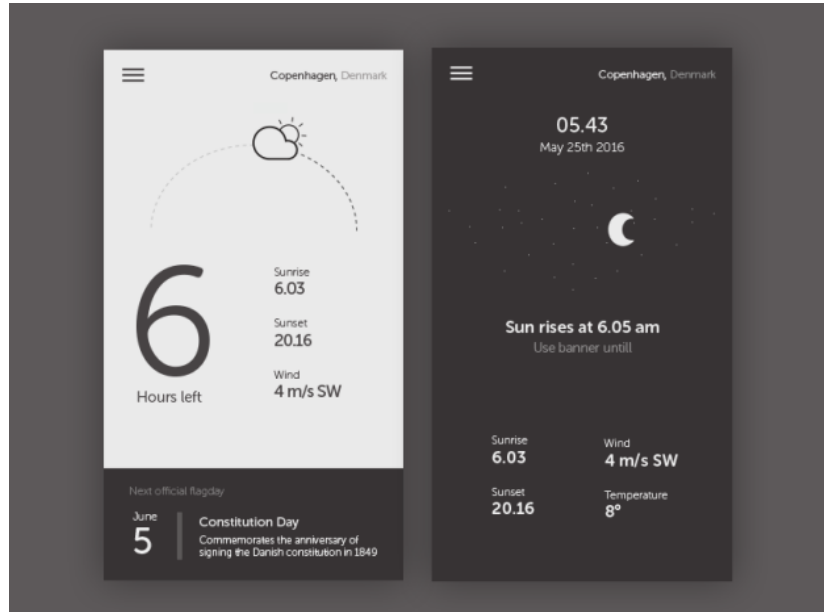 Copenhagen, Denmark
6
Hours left
Sunrise
6.03
Sunset
20.16
Wind
4 m/s SW
Next official flagday
June
5
Constitution Day
Commemorates the anniversary of
signing the Danish constitution in 1849
Copenhagen, Denmark
05.43
May 25th 2016
Sun rises at 6.05 am
Use banner untill
Sunrise
6.03
Wind
4 m/s SW
Sunset
20.16
Temperature
8°